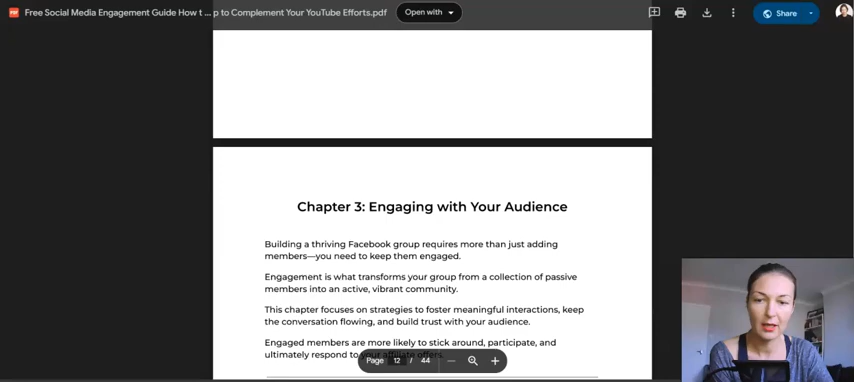 Free Social Media Engagement Guide How t ... p to Complement Your YouTube Efforts.pdf
Open with
Share
Chapter 3: Engaging with Your Audience
Building a thriving Facebook group requires more than just adding
members—you need to keep them engaged.
Engagement is what transforms your group from a collection of passive
members into an active, vibrant community.
This chapter focuses on strategies to foster meaningful interactions, keep
the conversation flowing, and build trust with your audience.
Engaged members are more likely to stick around, participate, and
ultimately respond to your affiliate offers.
Page 12 / 44